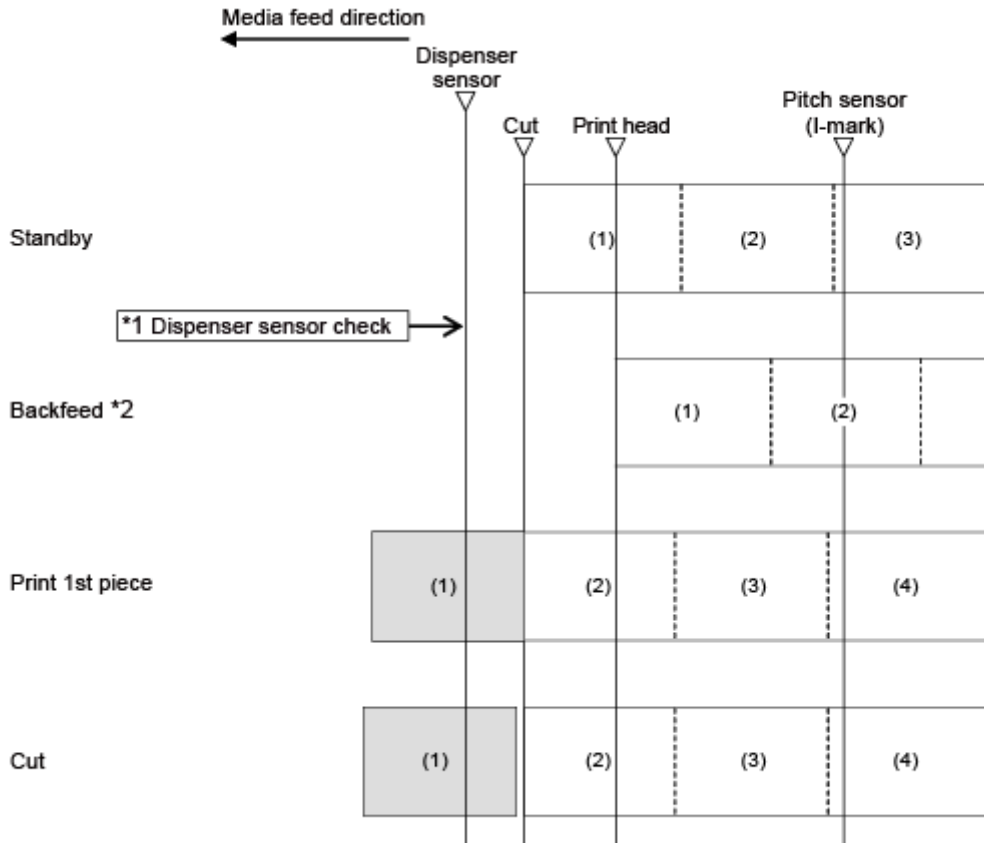 Media feed direction
Dispenser
sensor
Pitch sensor
(I-mark)
Cut
Print head
Standby
(1)
(2)
(3)
*1 Dispenser sensor check
Backfeed *2
(1)
(2)
Print 1st piece
(1)
(2)
(3)
(4)
Cut
(1)
(2)
(3)
(4)